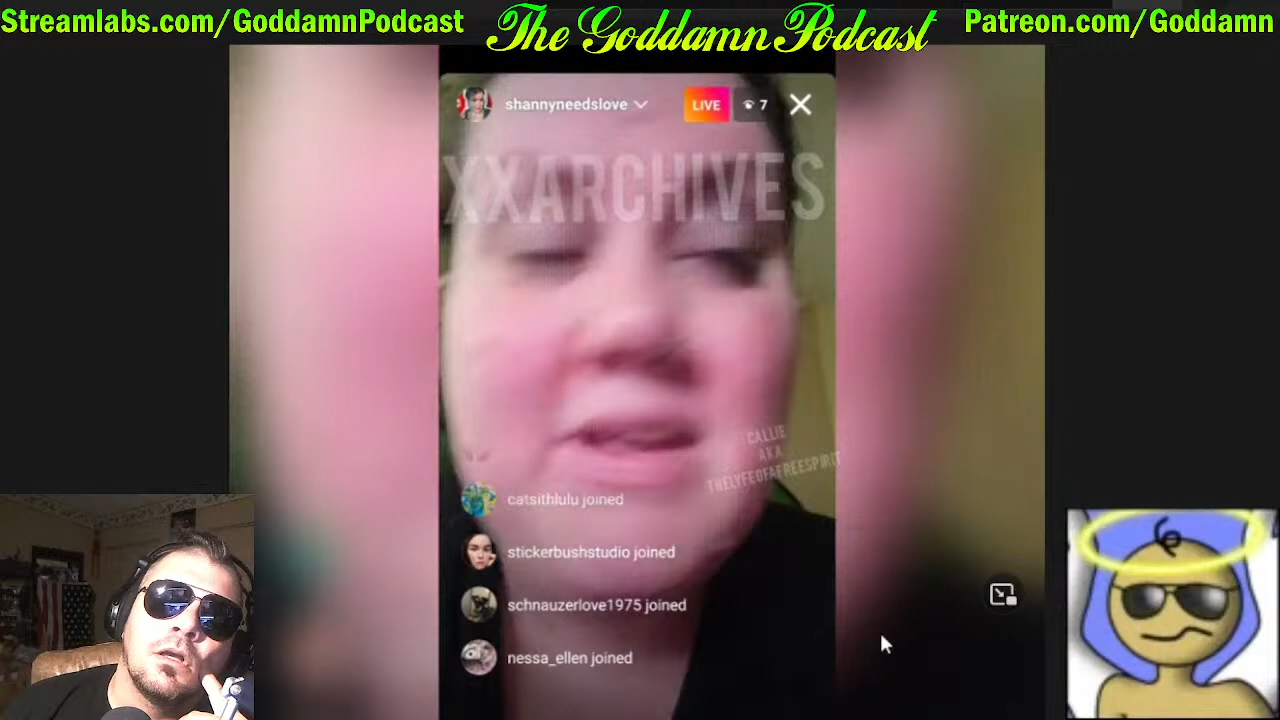 Streamlabs.com/GoddamnPodcast
The Goddamn Podcast
Patreon.com/Goddamn
shannyneedslove
LIVE
7
XXARCHIVES
CALLIE
AKA
THELYFEOFAFREESPIRIT
catsithlulu joined
stickerbushstudio joined
schnauzerlove1975 joined
nessa_ellen joined